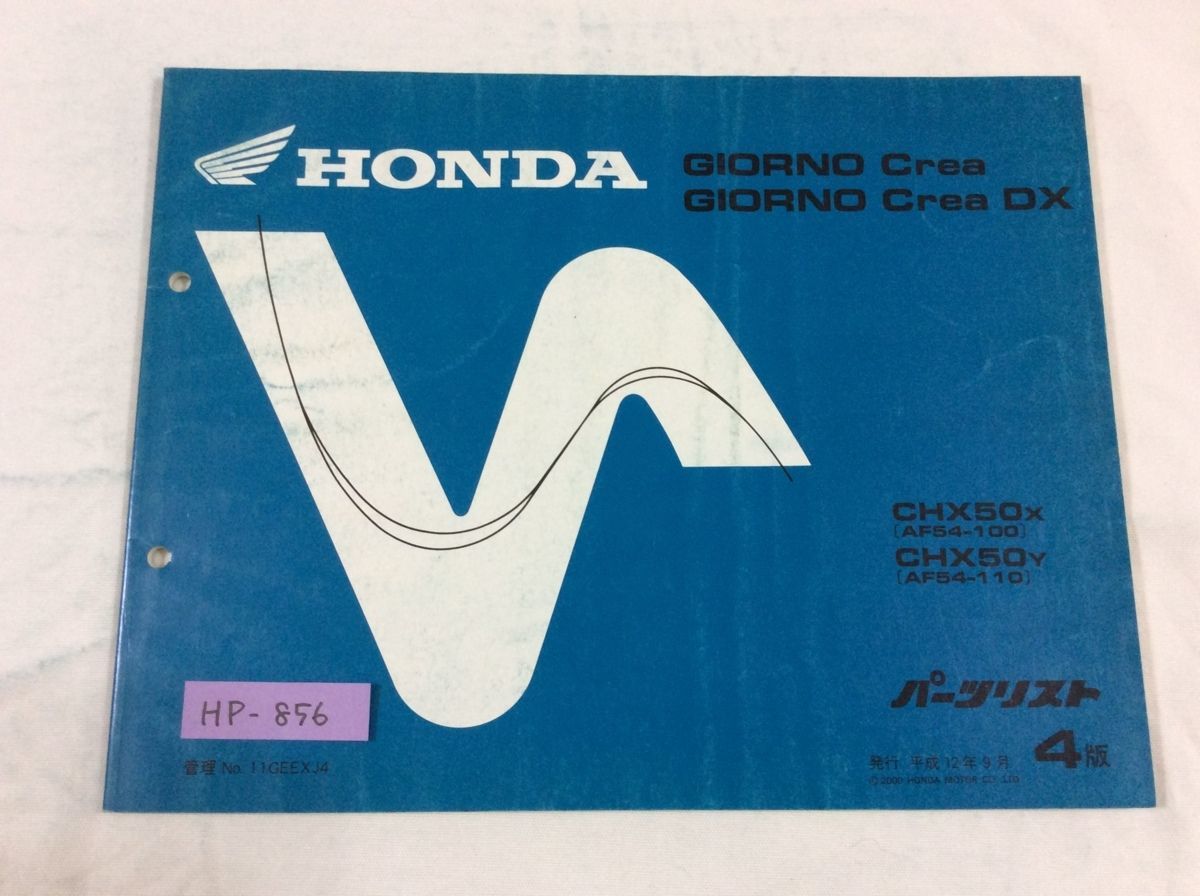 HONDA
GIORNO Crea
GIORNO Crea DX
CHX50X
[AF54-100]
CHX50Y
[AF54-110]
パーツリスト
4版
HP-856
管理 No. 11GEEXJ4
発行 平成12年9月
© 2000 HONDA MOTOR CO., LTD.